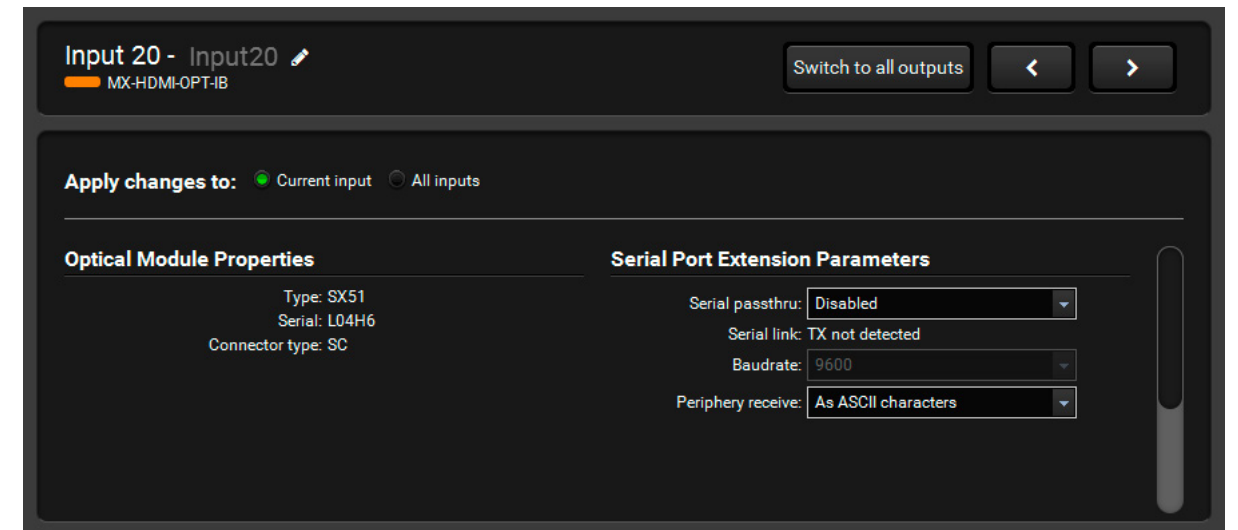 Input 20 - Input20
MX-HDMI-OPT-IB
Switch to all outputs
Apply changes to: Current input All inputs
Optical Module Properties
Type: SX51
Serial: L04H6
Connector type: SC
Serial Port Extension Parameters
Serial passthru: Disabled
Serial link: TX not detected
Baudrate: 9600
Periphery receive: As ASCII characters